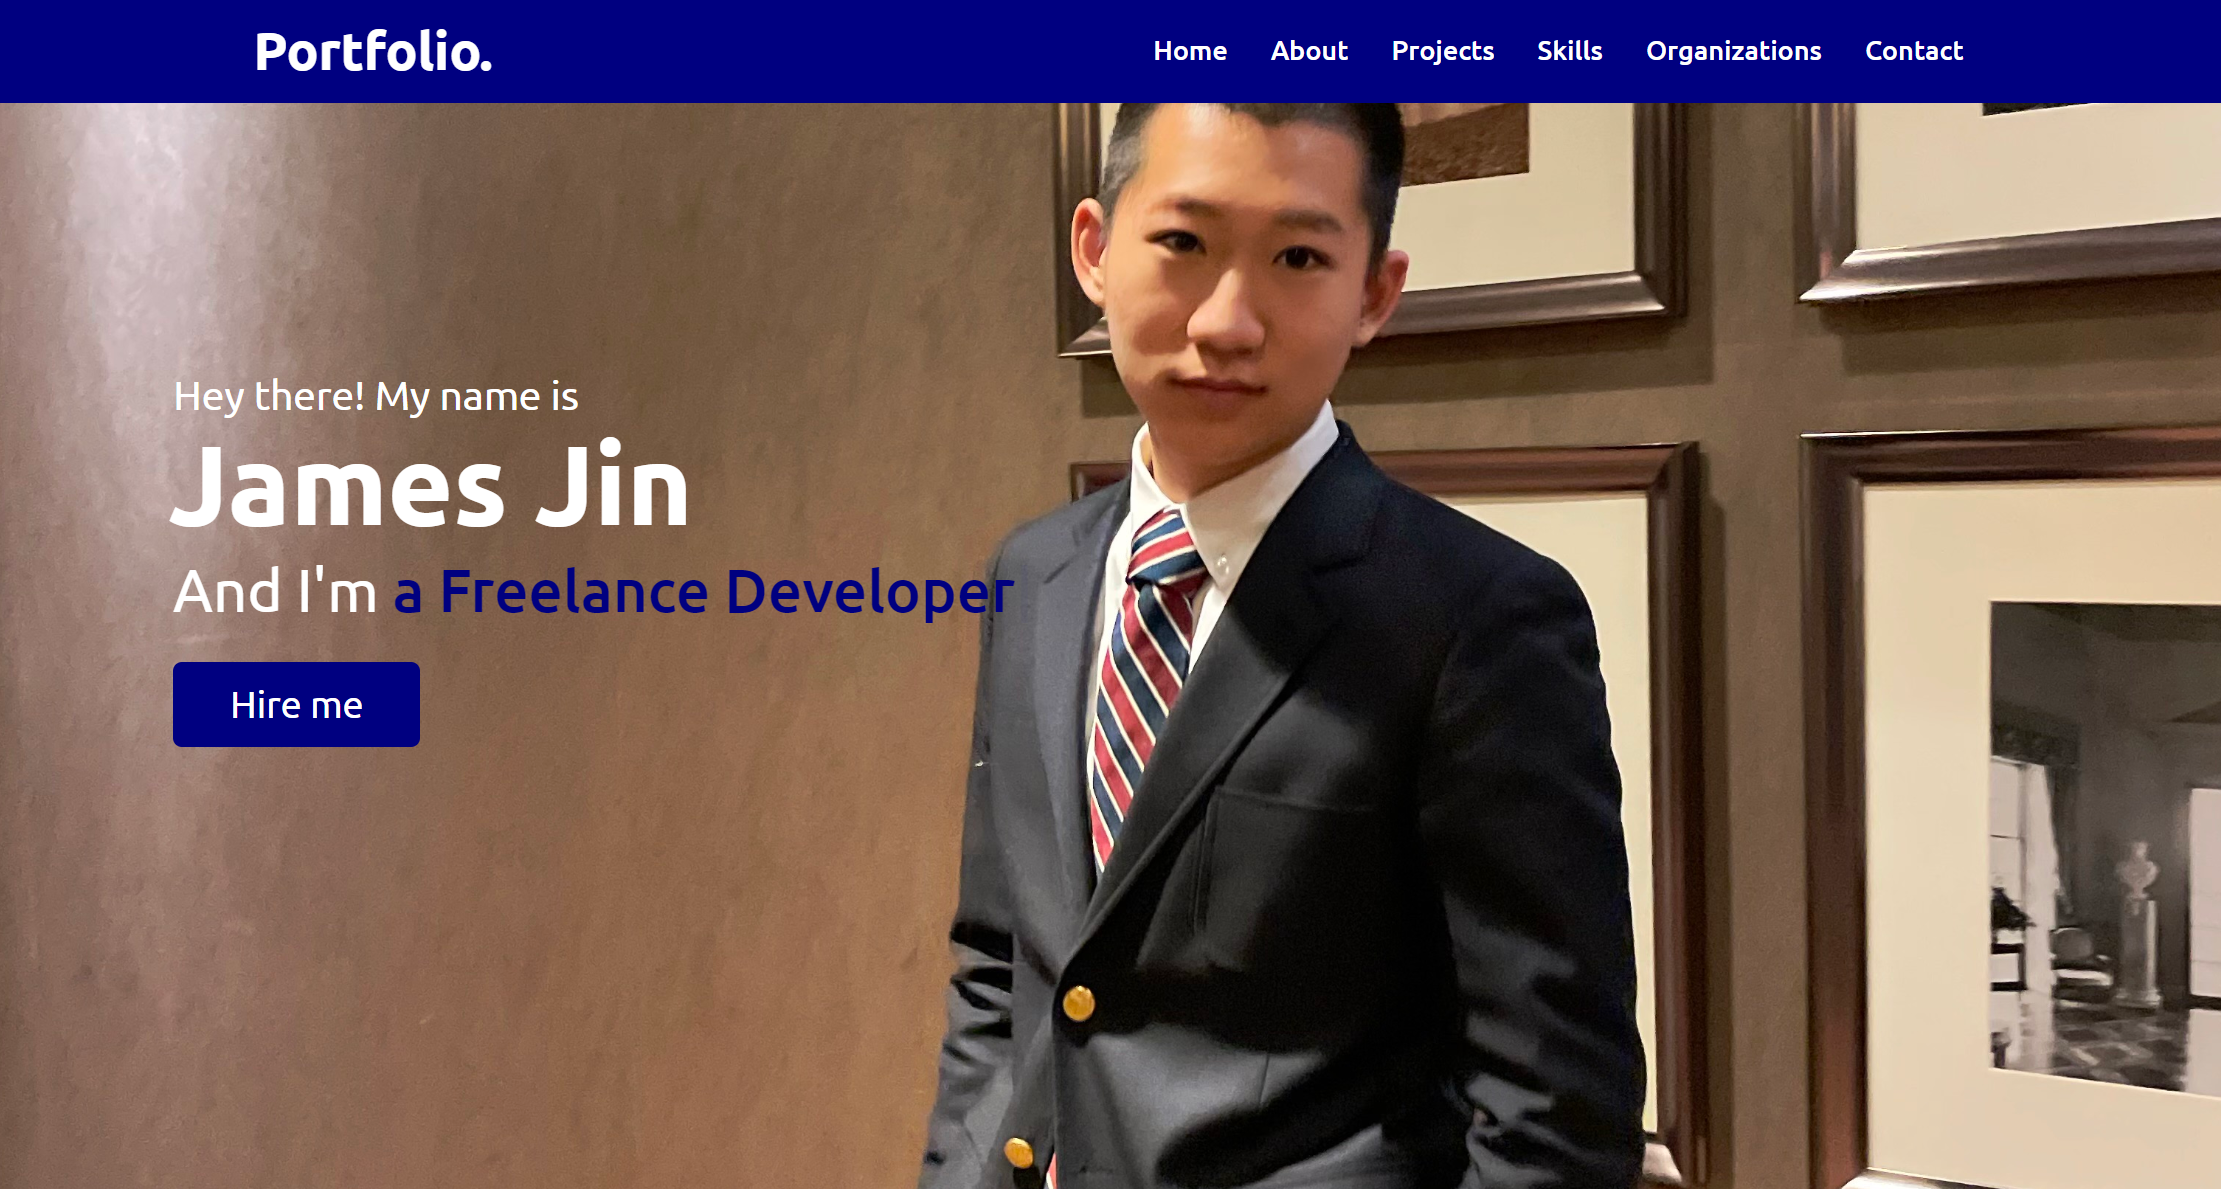 Portfolio.
Home About Projects Skills Organizations Contact
Hey there! My name is
James Jin
And I'm a Freelance Developer
Hire me